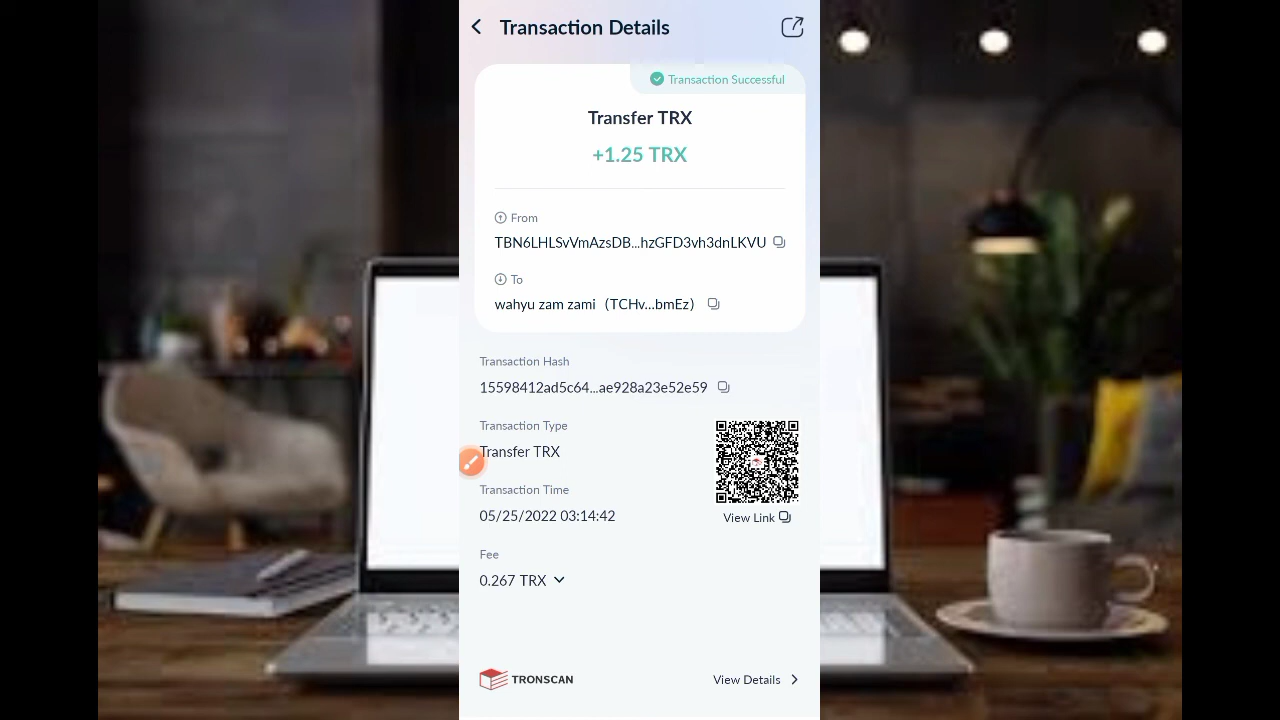 Transaction Details
Transaction Successful
Transfer TRX
+1.25 TRX
From
TBN6LHLSvVmAzsDB...hzGFD3vh3dnLKVU
To
wahyu zam zami (TCHv...bmEz)
Transaction Hash
15598412ad5c64...ae928a23e52e59
Transaction Type
Transfer TRX
Transaction Time
05/25/2022 03:14:42
View Link
Fee
0.267 TRX
TRONSCAN
View Details